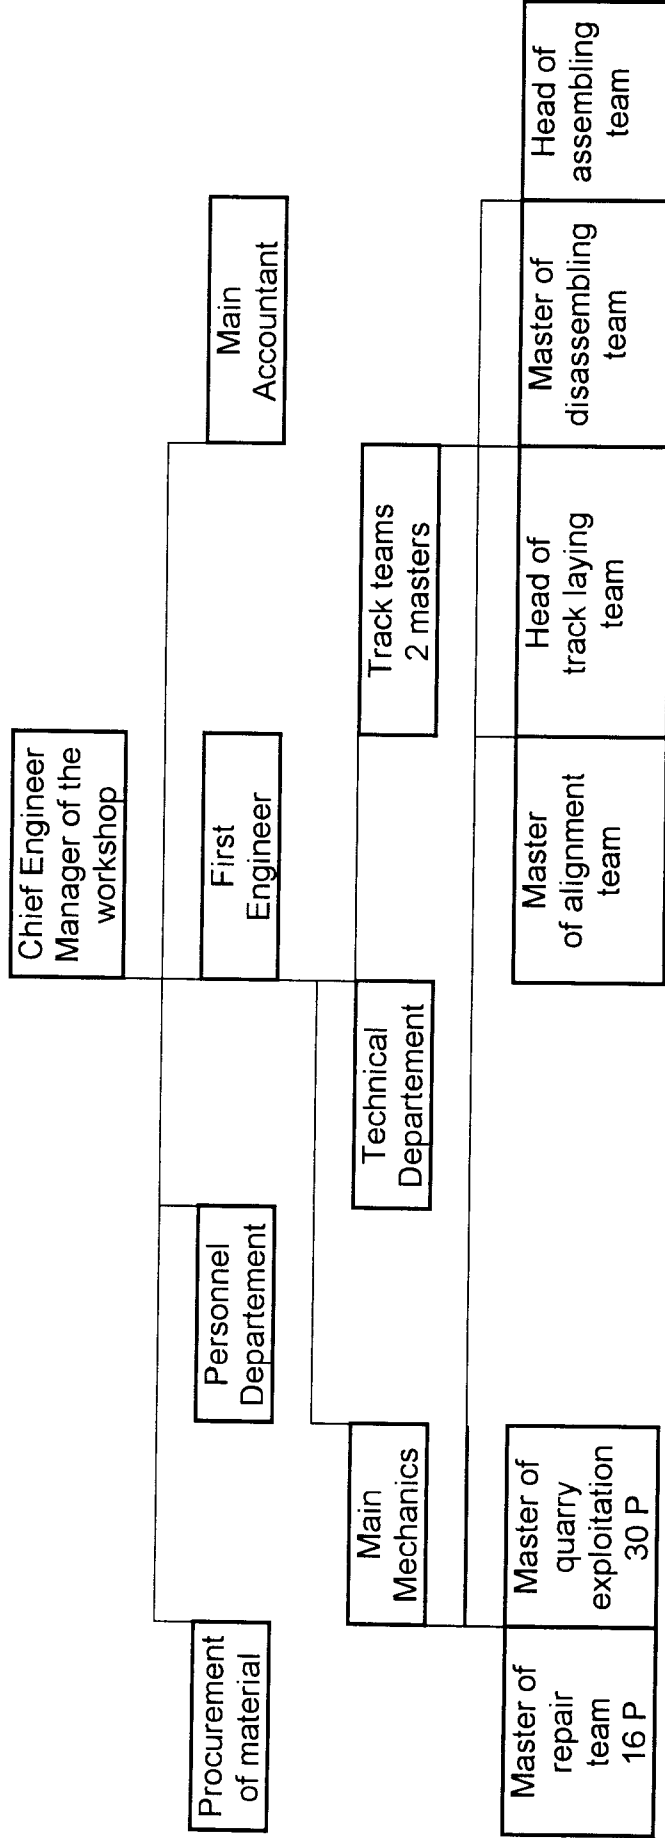 Chief Engineer
Manager of the
workshop
Procurement
of material
Personnel
Departement
First
Engineer
Main
Accountant
Main
Mechanics
Technical
Departement
Track teams
2 masters
Master of
repair
team
16 P
Master of
quarry
exploitation
30 P
Master
of alignment
team
Head of
track laying
team
Master of
disassembling
team
Head of
assembling
team